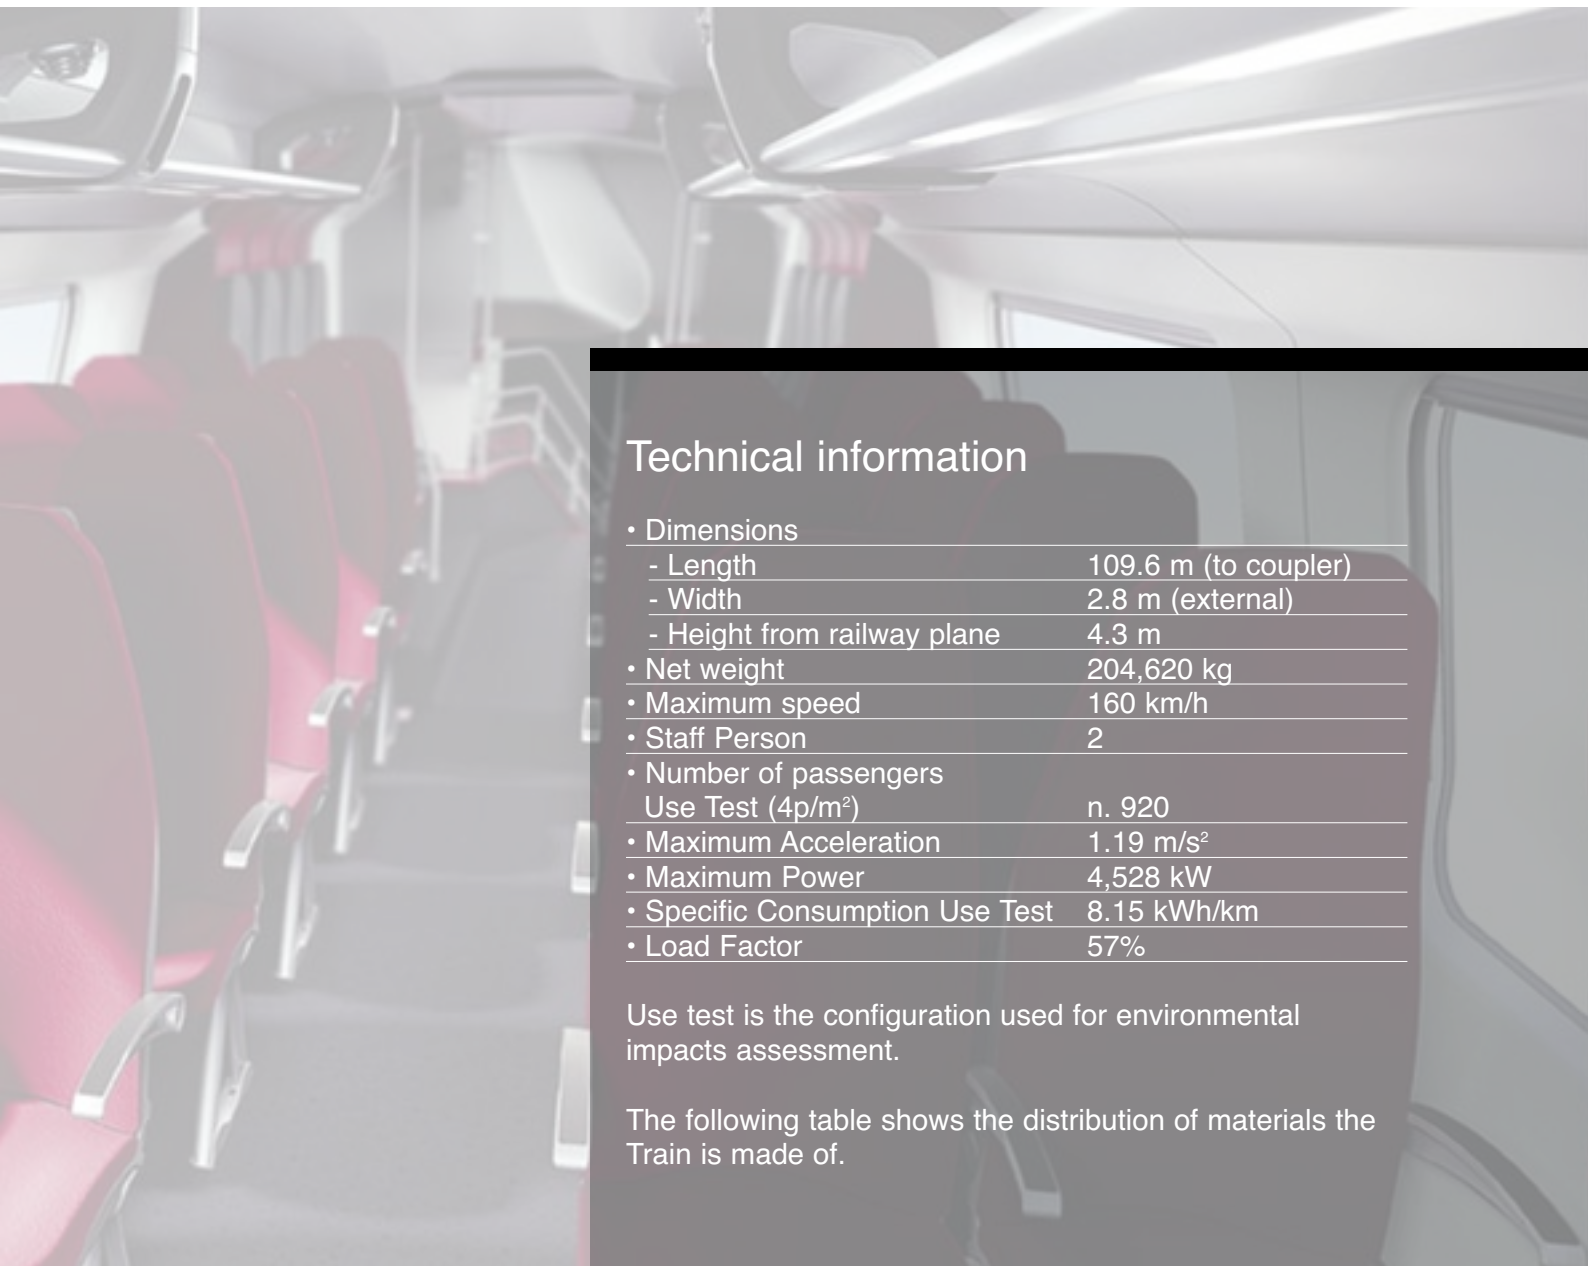 Technical information
• Dimensions
- Length 109.6 m (to coupler)
- Width 2.8 m (external)
- Height from railway plane 4.3 m
• Net weight 204,620 kg
• Maximum speed 160 km/h
• Staff Person 2
• Number of passengers
Use Test (4p/m²) n. 920
• Maximum Acceleration 1.19 m/s²
• Maximum Power 4,528 kW
• Specific Consumption Use Test 8.15 kWh/km
• Load Factor 57%
Use test is the configuration used for environmental
impacts assessment.
The following table shows the distribution of materials the
Train is made of.